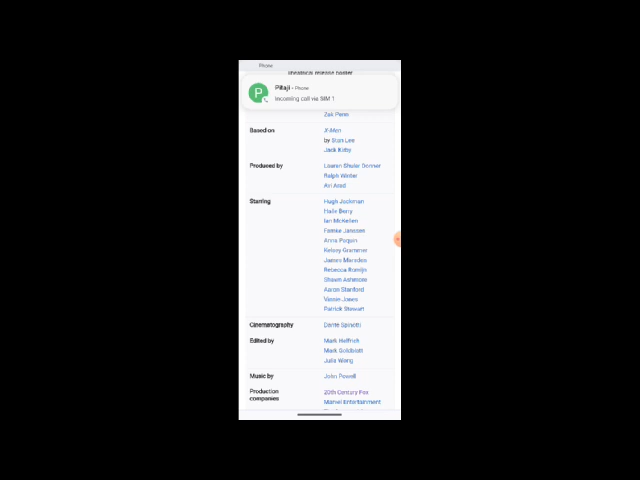 Phone
theatrical release poster
Pitaji • Phone
Incoming call via SIM 1
P
Zak Penn
Based on X-Men
by Stan Lee
Jack Kirby
Produced by Lauren Shuler Donner
Ralph Winter
Avi Arad
Starring Hugh Jackman
Halle Berry
Ian McKellen
Famke Janssen
Anna Paquin
Kelsey Grammer
James Marsden
Rebecca Romijn
Shawn Ashmore
Aaron Stanford
Vinnie Jones
Patrick Stewart
Cinematography Dante Spinotti
Edited by Mark Helfrich
Mark Goldblatt
Julia Wong
Music by John Powell
Production 20th Century Fox
companies Marvel Entertainment